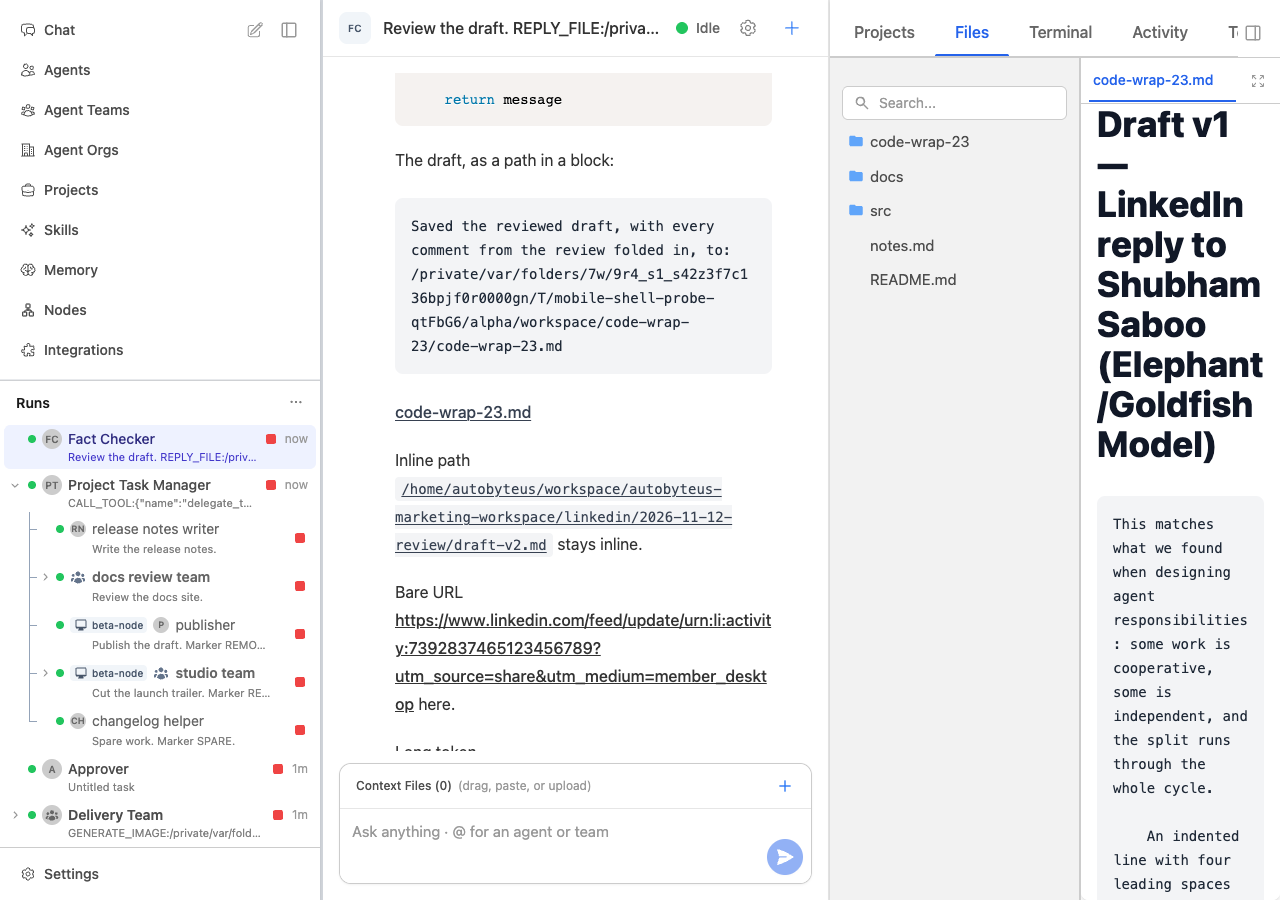 Chat
Agents
Agent Teams
Agent Orgs
Projects
Skills
Memory
Nodes
Integrations
Runs
FC Fact Checker now
Review the draft. REPLY_FILE:/priv...
PT Project Task Manager now
CALL_TOOL:{"name":"delegate_t...
RN release notes writer
Write the release notes.
docs review team
Review the docs site.
beta-node P publisher
Publish the draft. Marker REMO...
beta-node studio team
Cut the launch trailer. Marker RE...
CH changelog helper
Spare work. Marker SPARE.
A Approver 1m
Untitled task
Delivery Team 1m
GENERATE_IMAGE:/private/var/fold...
Settings
FC Review the draft. REPLY_FILE:/priva... Idle
return message
The draft, as a path in a block:
Saved the reviewed draft, with every
comment from the review folded in, to:
/private/var/folders/7w/9r4_s1_s42z3f7c1
36bpjf0r0000gn/T/mobile-shell-probe-
qtFbG6/alpha/workspace/code-wrap-
23/code-wrap-23.md
code-wrap-23.md
Inline path
/home/autobyteus/workspace/autobyteus-
marketing-workspace/linkedin/2026-11-12-
review/draft-v2.md stays inline.
Bare URL
https://www.linkedin.com/feed/update/urn:li:activit
y:7392837465123456789?
utm_source=share&utm_medium=member_deskt
op here.
Long token
Context Files (0) (drag, paste, or upload)
Ask anything · @ for an agent or team
Projects Files Terminal Activity
Search...
code-wrap-23
docs
src
notes.md
README.md
code-wrap-23.md
Draft v1
—
LinkedIn
reply to
Shubham
Saboo
(Elephant
/Goldfish
Model)
This matches
what we found
when designing
agent
responsibilities
: some work is
cooperative,
some is
independent, and
the split runs
through the
whole cycle.
An indented
line with four
leading spaces